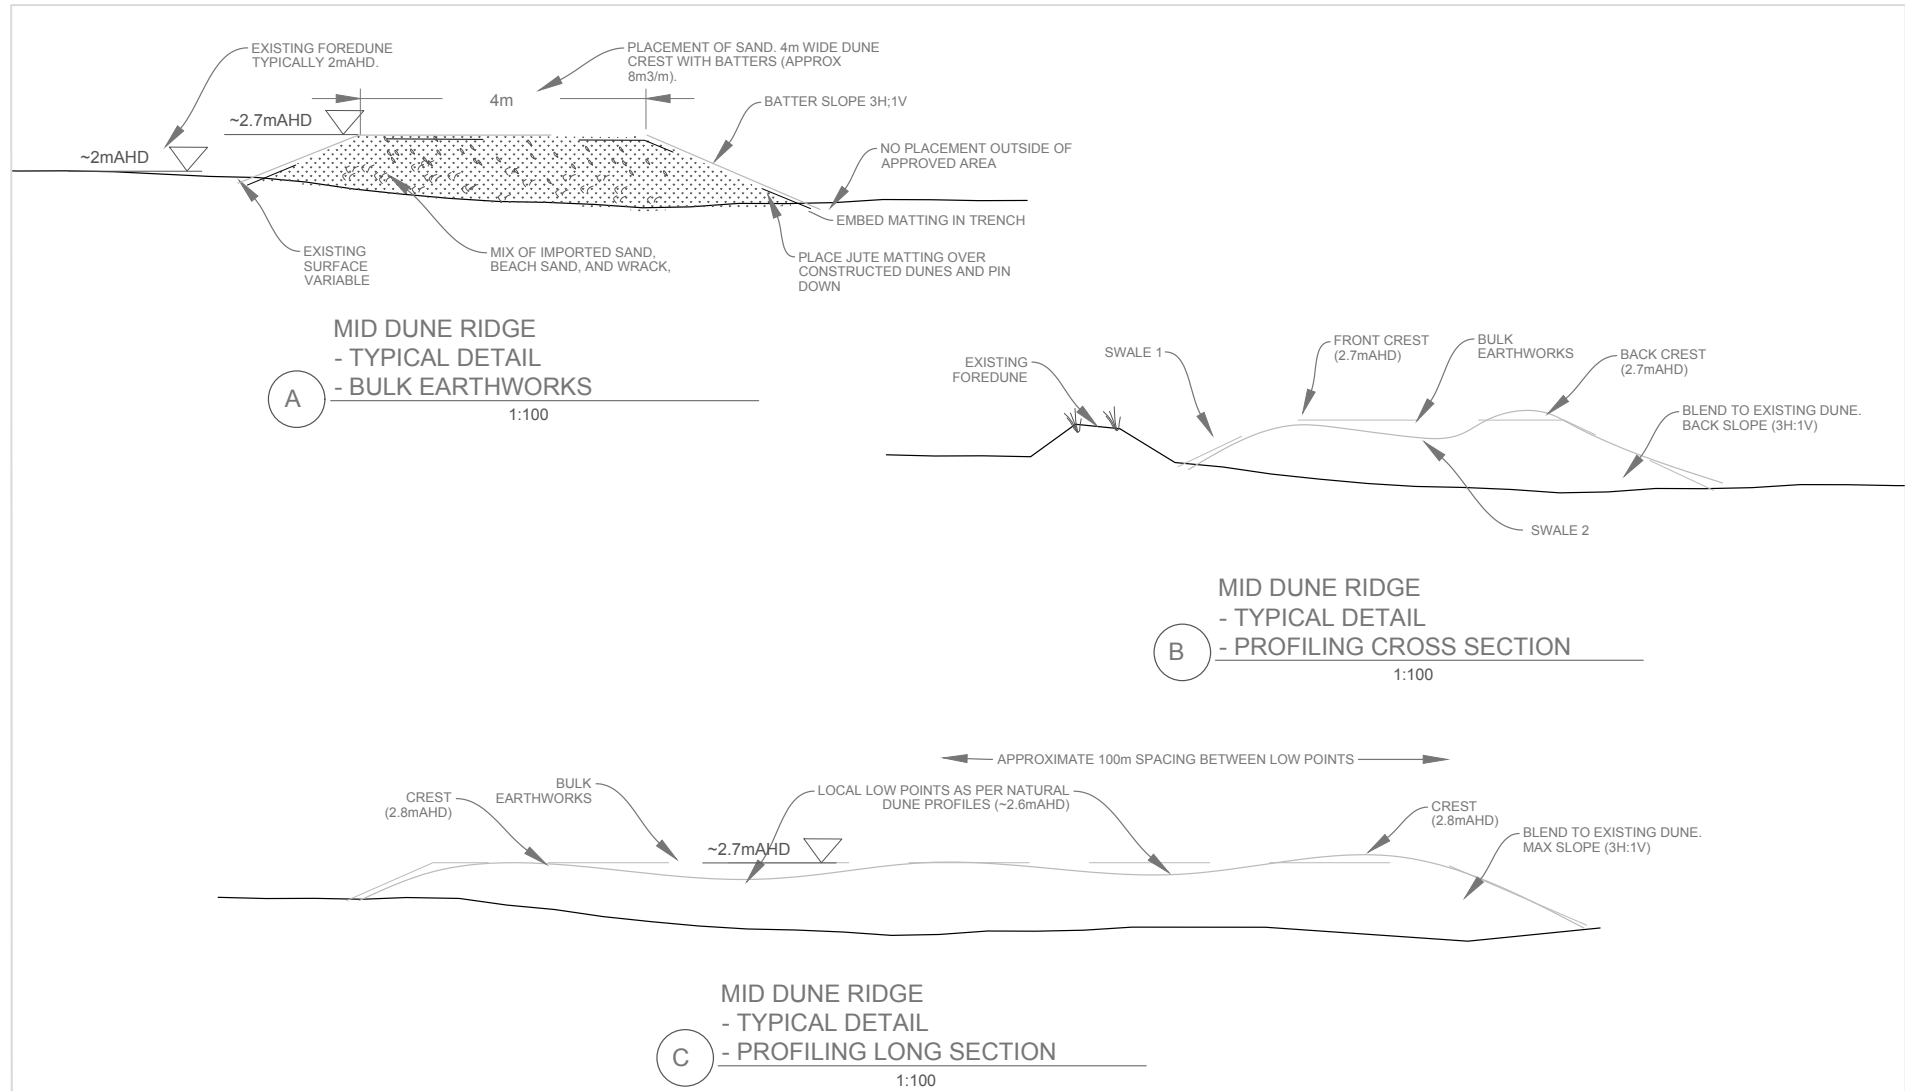 EXISTING FOREDUNE
TYPICALLY 2mAHD.
PLACEMENT OF SAND. 4m WIDE DUNE
CREST WITH BATTERS (APPROX
8m3/m).
4m
BATTER SLOPE 3H;1V
~2.7mAHD
~2mAHD
NO PLACEMENT OUTSIDE OF
APPROVED AREA
EMBED MATTING IN TRENCH
EXISTING
SURFACE
VARIABLE
MIX OF IMPORTED SAND,
BEACH SAND, AND WRACK,
PLACE JUTE MATTING OVER
CONSTRUCTED DUNES AND PIN
DOWN
A
MID DUNE RIDGE
- TYPICAL DETAIL
- BULK EARTHWORKS
1:100
EXISTING
FOREDUNE
SWALE 1
FRONT CREST
(2.7mAHD)
BULK
EARTHWORKS
BACK CREST
(2.7mAHD)
BLEND TO EXISTING DUNE.
BACK SLOPE (3H:1V)
SWALE 2
B
MID DUNE RIDGE
- TYPICAL DETAIL
- PROFILING CROSS SECTION
1:100
APPROXIMATE 100m SPACING BETWEEN LOW POINTS
CREST
(2.8mAHD)
BULK
EARTHWORKS
~2.7mAHD
LOCAL LOW POINTS AS PER NATURAL
DUNE PROFILES (~2.6mAHD)
CREST
(2.8mAHD)
BLEND TO EXISTING DUNE.
MAX SLOPE (3H:1V)
C
MID DUNE RIDGE
- TYPICAL DETAIL
- PROFILING LONG SECTION
1:100